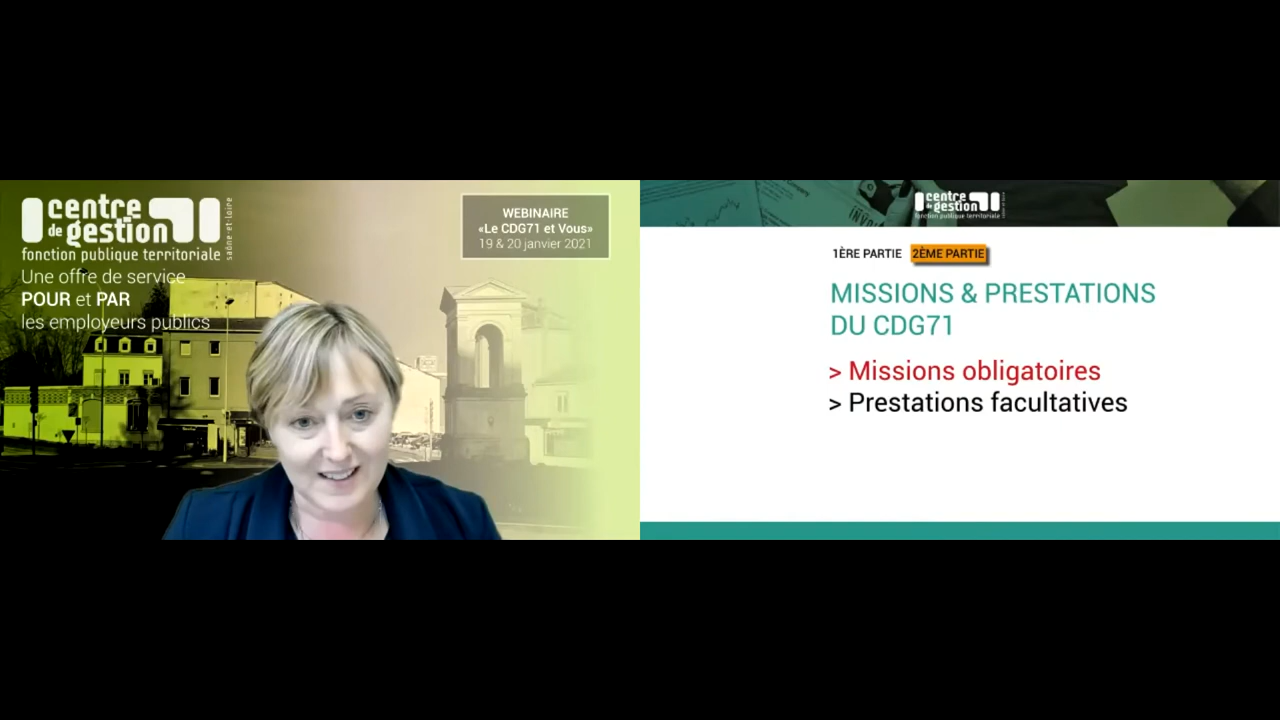 centre
de gestion
fonction publique territoriale
saône-et-loire
Une offre de service
POUR et PAR
les employeurs publics
WEBINAIRE
«Le CDG71 et Vous»
19 & 20 janvier 2021
centre
de gestion
fonction publique territoriale
1ÈRE PARTIE 2ÈME PARTIE
MISSIONS & PRESTATIONS
DU CDG71
> Missions obligatoires
> Prestations facultatives